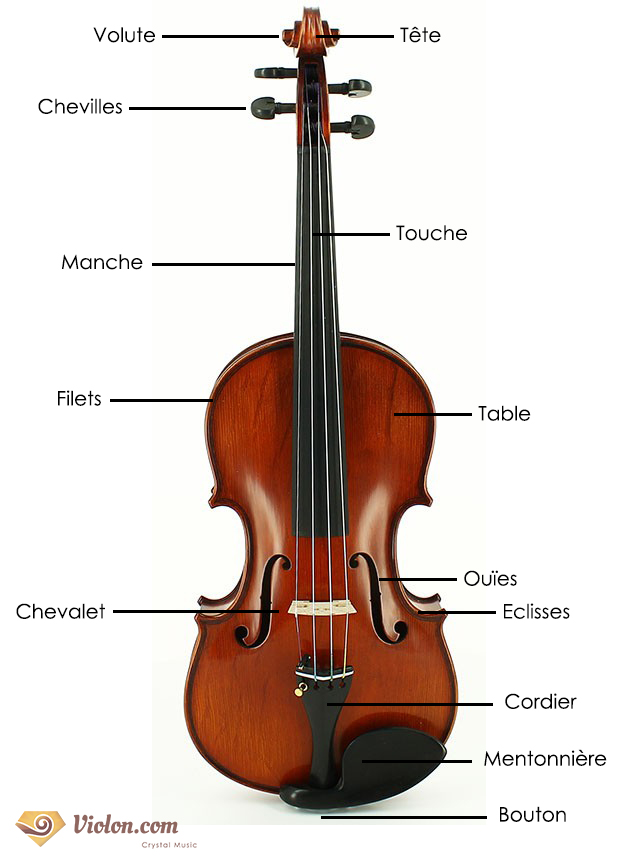 Volute
Tête
Chevilles
Touche
Manche
Filets
Table
Ouïes
Chevalet
Eclisses
Cordier
Mentonnière
Bouton
Violon.com
Crystal Music